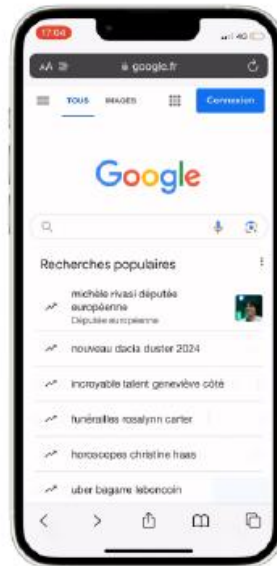 17:04
4G
AA google.fr
TOUS IMAGES Connexion
Google
Recherches populaires
michèle rivasi députée
européenne
Députée européenne
nouveau dacia duster 2024
incroyable talent geneviève côté
funérailles rosalynn carter
horoscopes christine haas
uber bagarre leboncoin